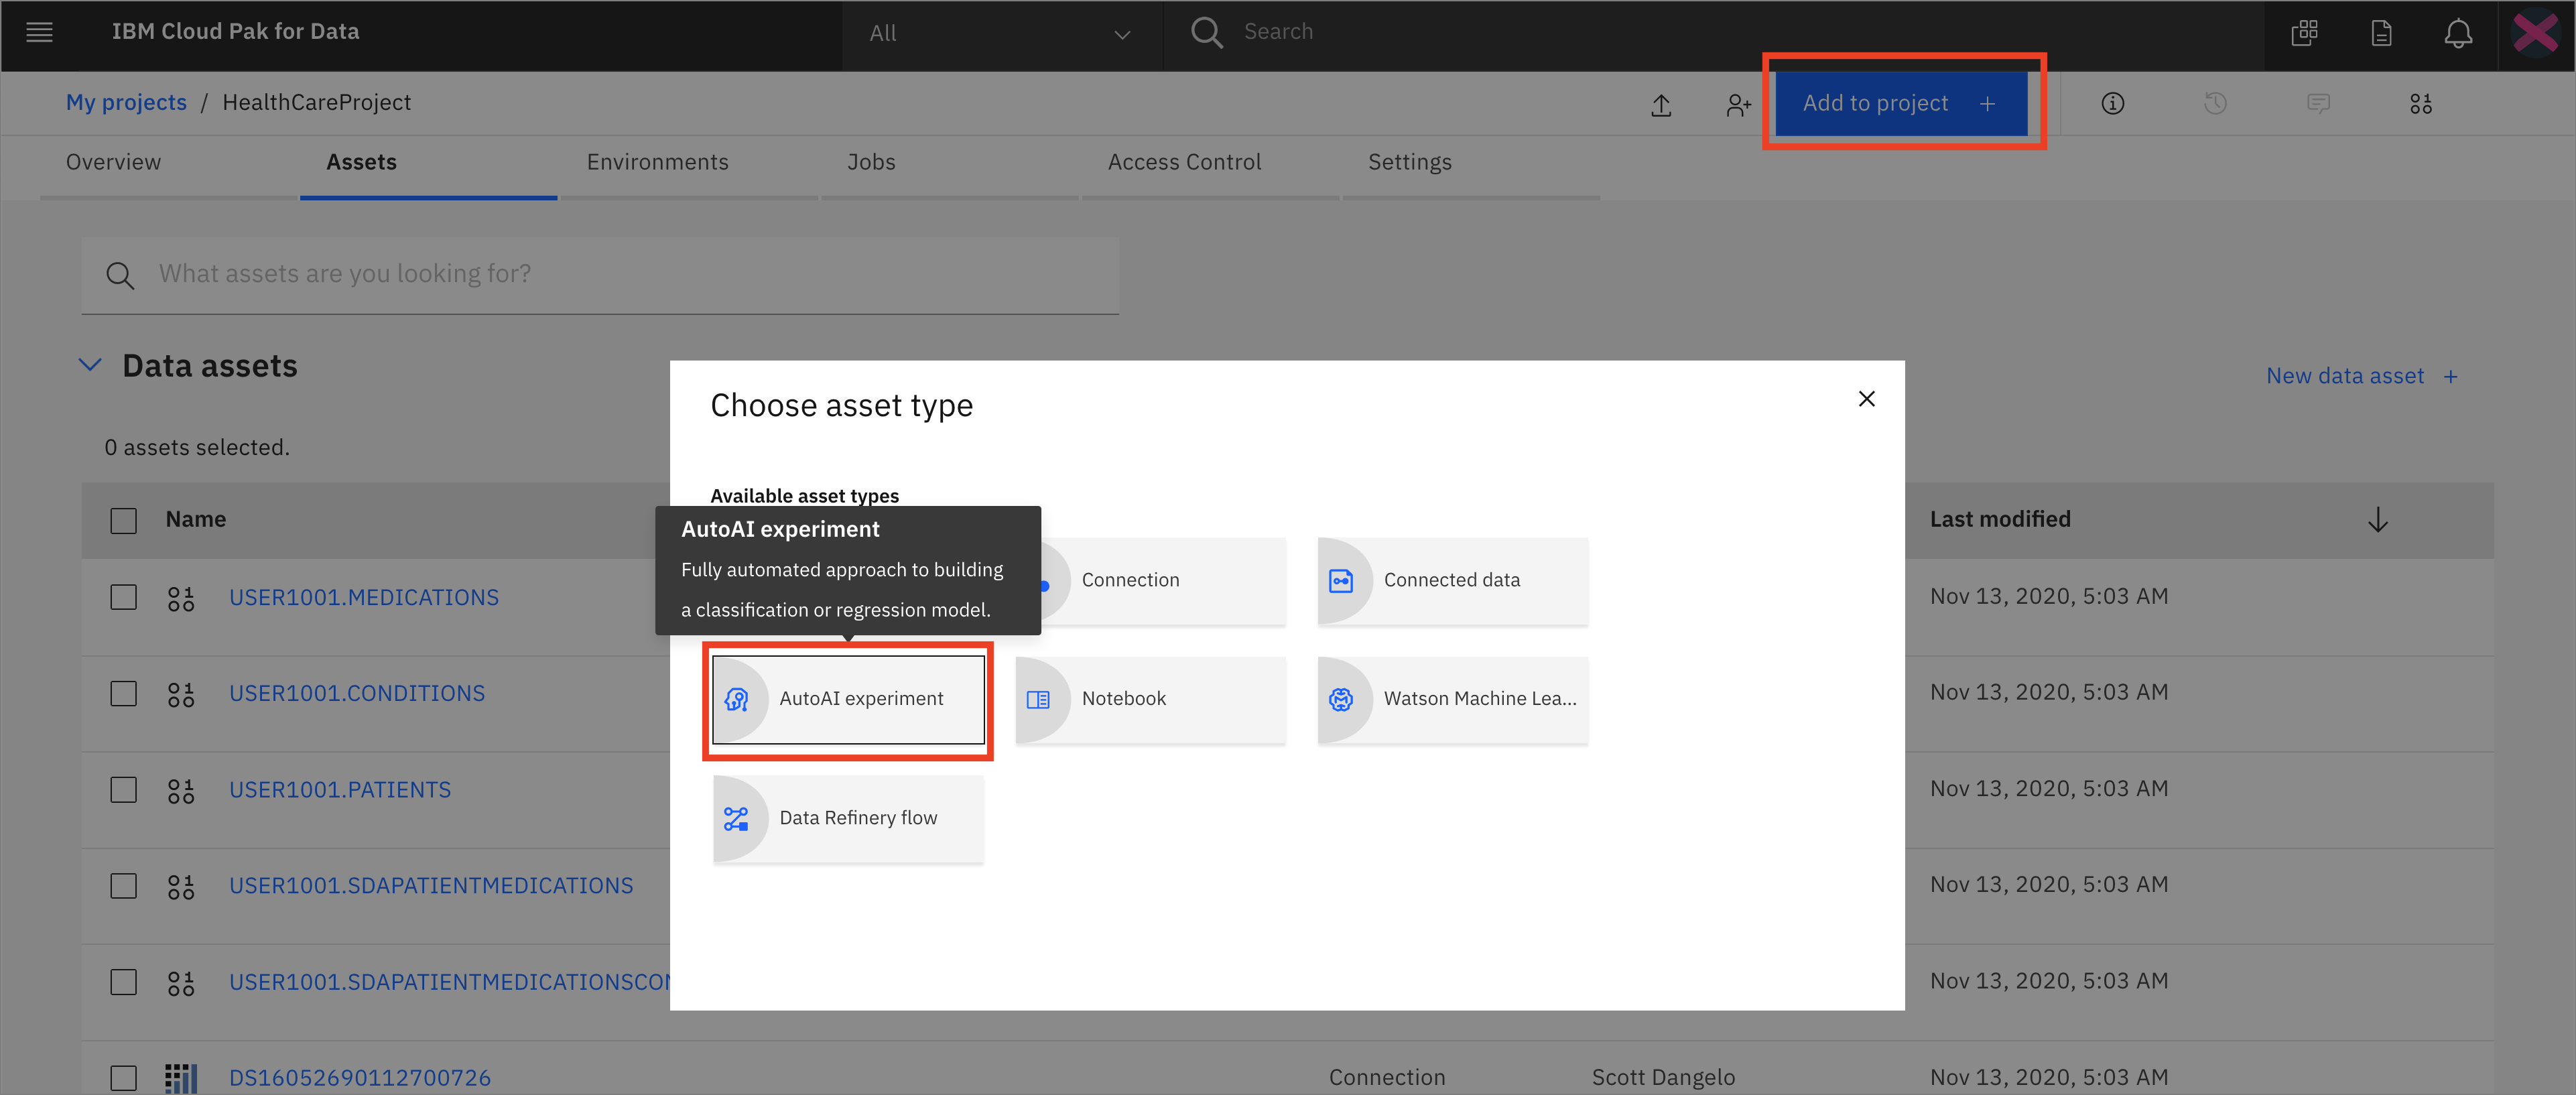 IBM Cloud Pak for Data
All
Search
My projects / HealthCareProject
Add to project +
Overview
Assets
Environments
Jobs
Access Control
Settings
What assets are you looking for?
Data assets
New data asset +
0 assets selected.
Name
Last modified
USER1001.MEDICATIONS
Nov 13, 2020, 5:03 AM
USER1001.CONDITIONS
Nov 13, 2020, 5:03 AM
USER1001.PATIENTS
Nov 13, 2020, 5:03 AM
USER1001.SDAPATIENTMEDICATIONS
Nov 13, 2020, 5:03 AM
USER1001.SDAPATIENTMEDICATIONSCON
Nov 13, 2020, 5:03 AM
DS16052690112700726
Connection
Scott Dangelo
Nov 13, 2020, 5:03 AM
Choose asset type
Available asset types
AutoAI experiment
Fully automated approach to building
a classification or regression model.
Connection
Connected data
AutoAI experiment
Notebook
Watson Machine Lea...
Data Refinery flow